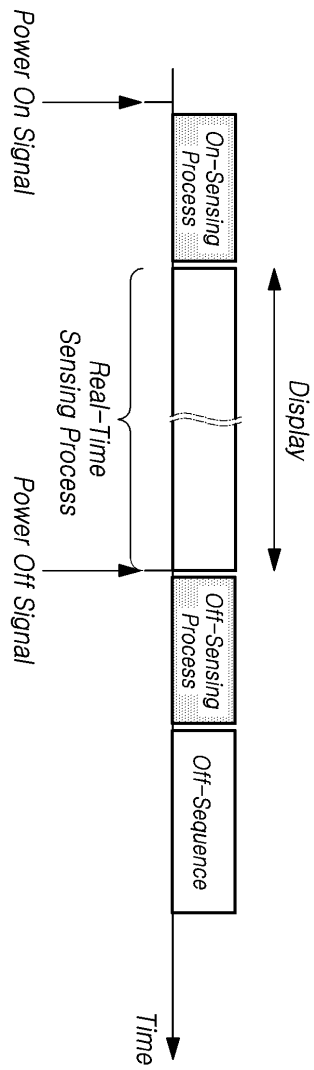 Display
On-Sensing
Process
Off-Sensing
Process
Off-Sequence
Time
Real-Time
Sensing Process
Power On Signal
Power Off Signal